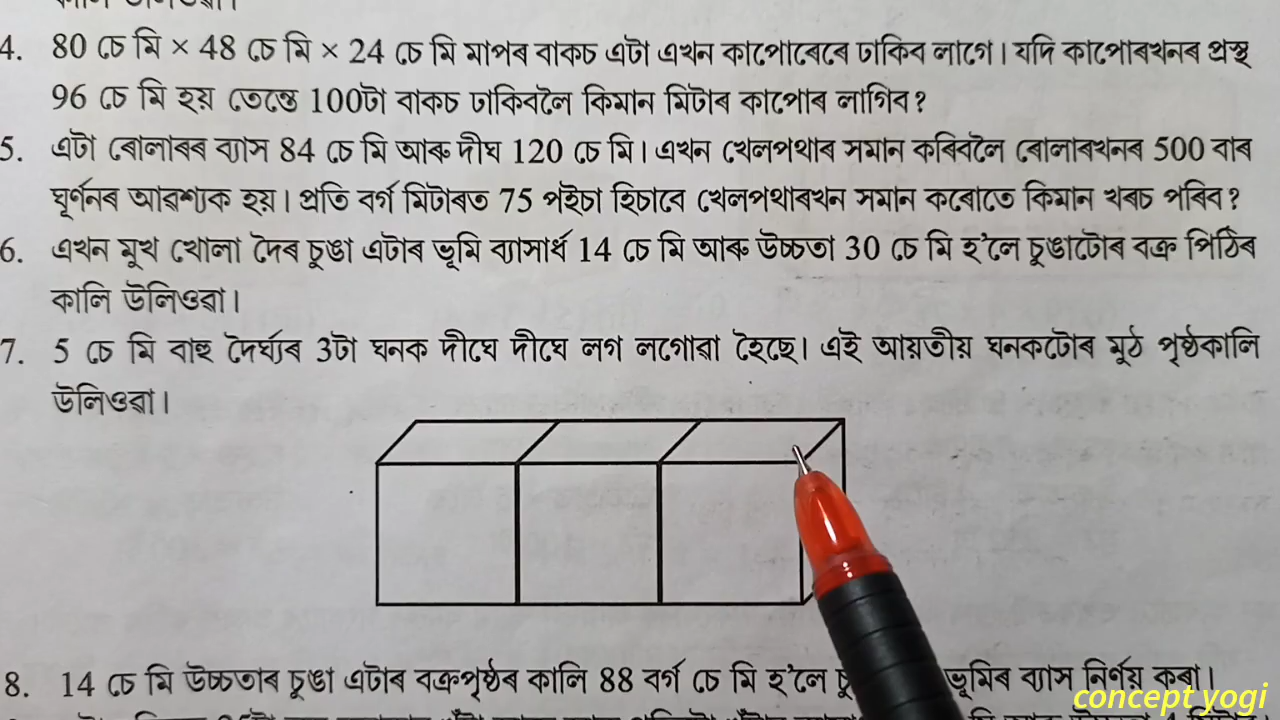 4. 80 চে মি × 48 চে মি × 24 চে মি মাপৰ বাকচ এটা এখন কাপোৰেৰে ঢাকিব লাগে। যদি কাপোৰখনৰ প্ৰস্থ
96 চে মি হয় তেন্তে 100টা বাকচ ঢাকিবলৈ কিমান মিটাৰ কাপোৰ লাগিব?
5. এটা ৰোলাৰৰ ব্যাস 84 চে মি আৰু দীঘ 120 চে মি। এখন খেলপথাৰ সমান কৰিবলৈ ৰোলাৰখনৰ 500 বাৰ
ঘূৰ্ণনৰ আৱশ্যক হয়। প্ৰতি বৰ্গ মিটাৰত 75 পইচা হিচাবে খেলপথাৰখন সমান কৰোতে কিমান খৰচ পৰিব?
6. এখন মুখ খোলা দৈৰ চুঙা এটাৰ ভূমি ব্যাসাৰ্ধ 14 চে মি আৰু উচ্চতা 30 চে মি হ'লে চুঙাটোৰ বক্ৰ পিঠিৰ
কালি উলিওৱা।
7. 5 চে মি বাহু দৈৰ্ঘ্যৰ 3টা ঘনক দীঘে দীঘে লগ লগোৱা হৈছে। এই আয়তীয় ঘনকটোৰ মুঠ পৃষ্ঠকালি
উলিওৱা।
8. 14 চে মি উচ্চতাৰ চুঙা এটাৰ বক্ৰপৃষ্ঠৰ কালি 88 বৰ্গ চে মি হ'লে ভূমিৰ ব্যাস নিৰ্ণয় কৰা।
concept yogi